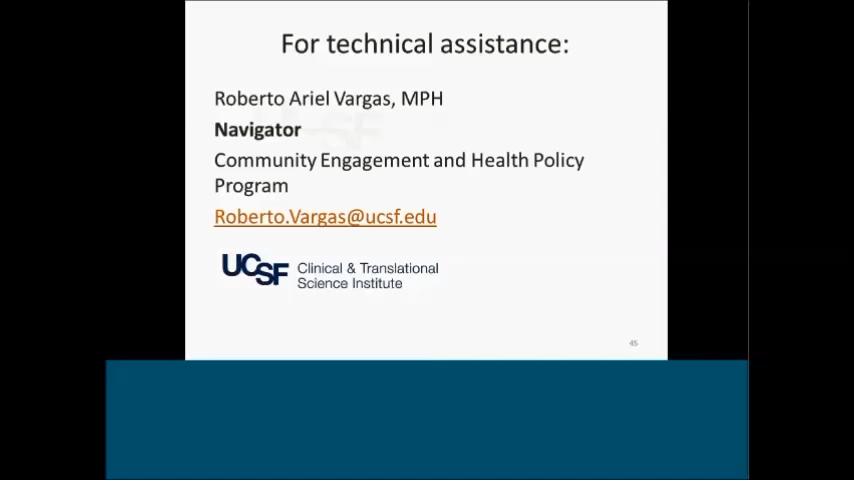 For technical assistance:
Roberto Ariel Vargas, MPH
Navigator
Community Engagement and Health Policy
Program
Roberto.Vargas@ucsf.edu
UCSF Clinical & Translational
Science Institute
45